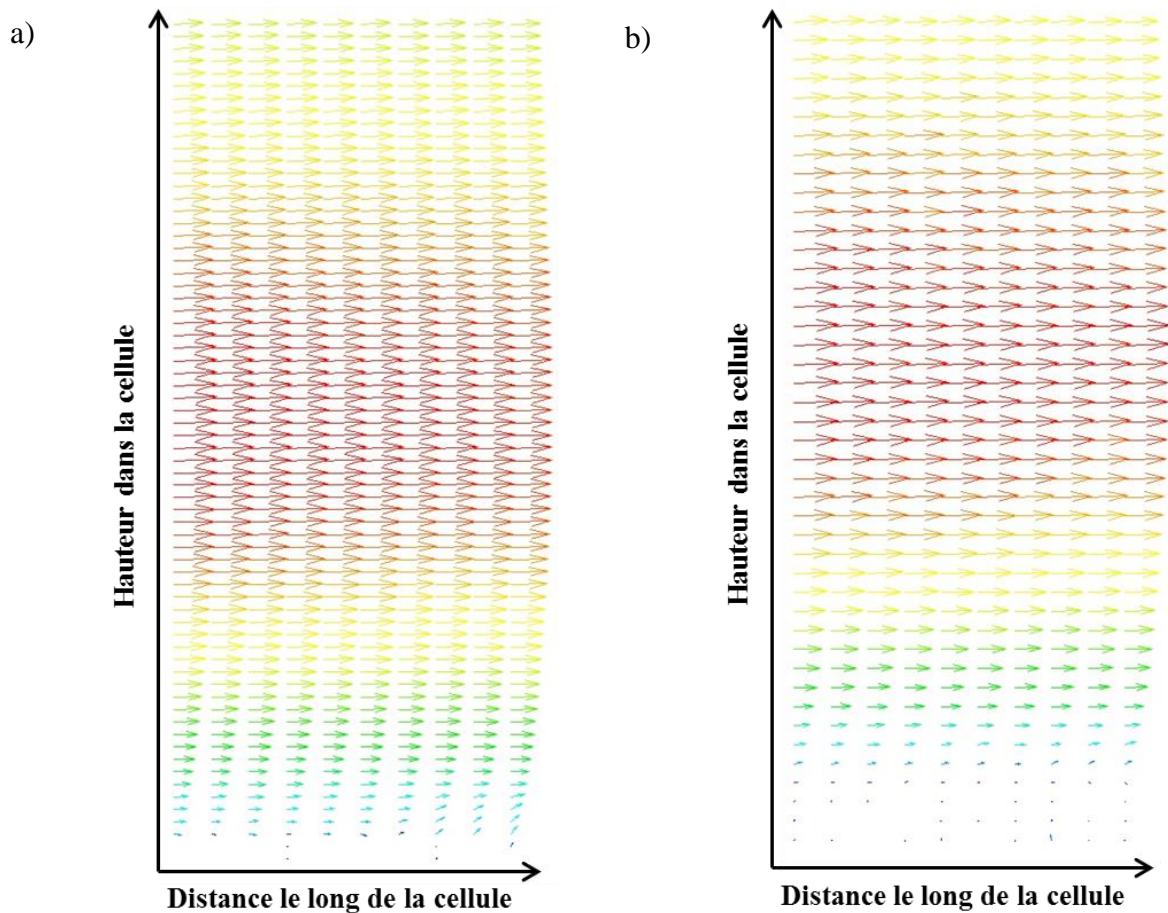 a)
Hauteur dans la cellule
Distance le long de la cellule
b)
Hauteur dans la cellule
Distance le long de la cellule